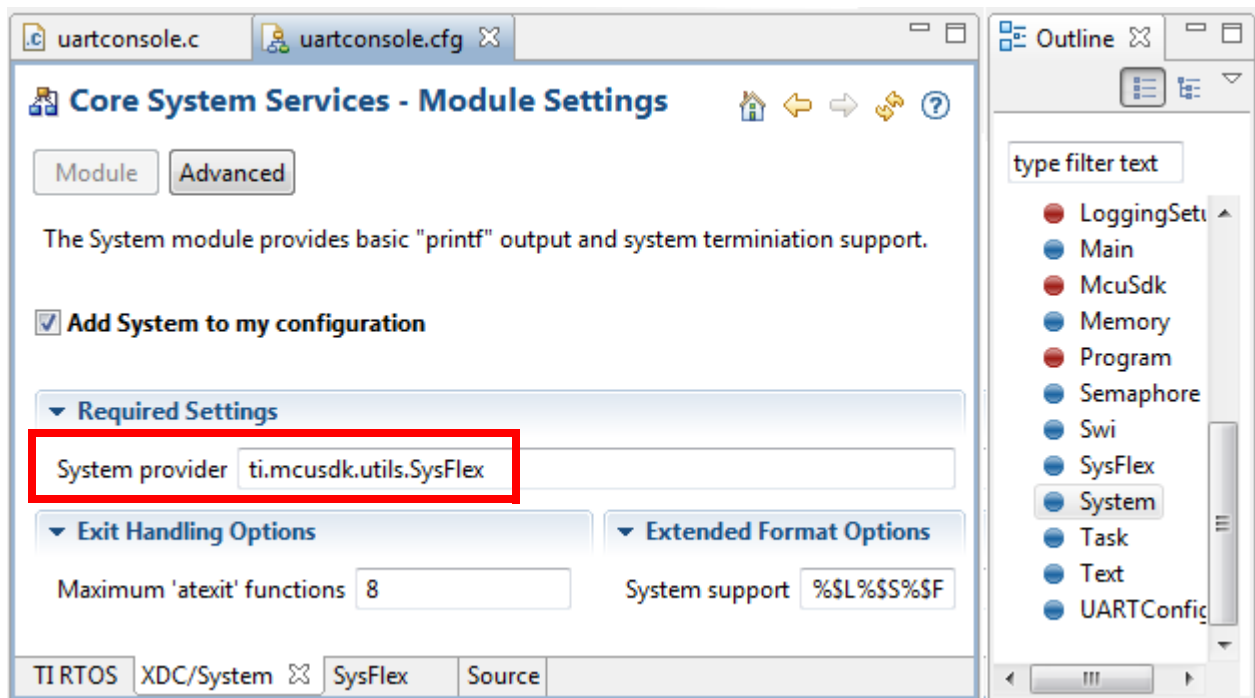 uartconsole.c
uartconsole.cfg
Outline
Core System Services - Module Settings
Module
Advanced
type filter text
The System module provides basic "printf" output and system terminiation support.
Add System to my configuration
Required Settings
System provider ti.mcusdk.utils.SysFlex
Exit Handling Options
Extended Format Options
Maximum 'atexit' functions 8
System support %$L%$S%$F
TI RTOS
XDC/System
SysFlex
Source
LoggingSetu
Main
McuSdk
Memory
Program
Semaphore
Swi
SysFlex
System
Task
Text
UARTConfig